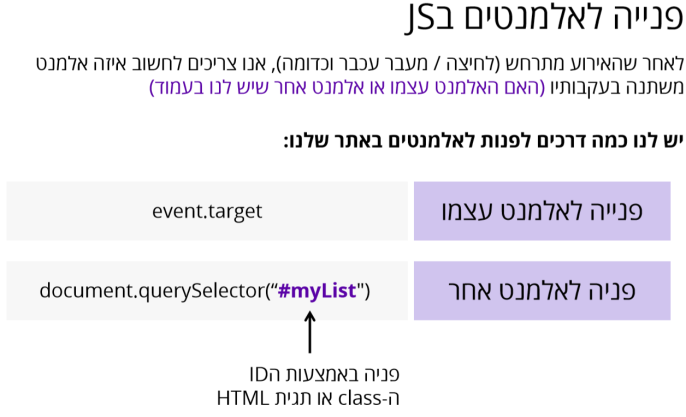 פנייה לאלמנטים בJS
לאחר שהאירוע מתרחש (לחיצה / מעבר עכבר וכדומה), אנו צריכים לחשוב איזה אלמנט
משתנה בעקבותיו (האם האלמנט עצמו או אלמנט אחר שיש לנו בעמוד)
יש לנו כמה דרכים לפנות לאלמנטים באתר שלנו:
פנייה לאלמנט עצמו
event.target
פניה לאלמנט אחר
document.querySelector(“#myList")
פניה באמצעות הID
ה-class או תגית HTML